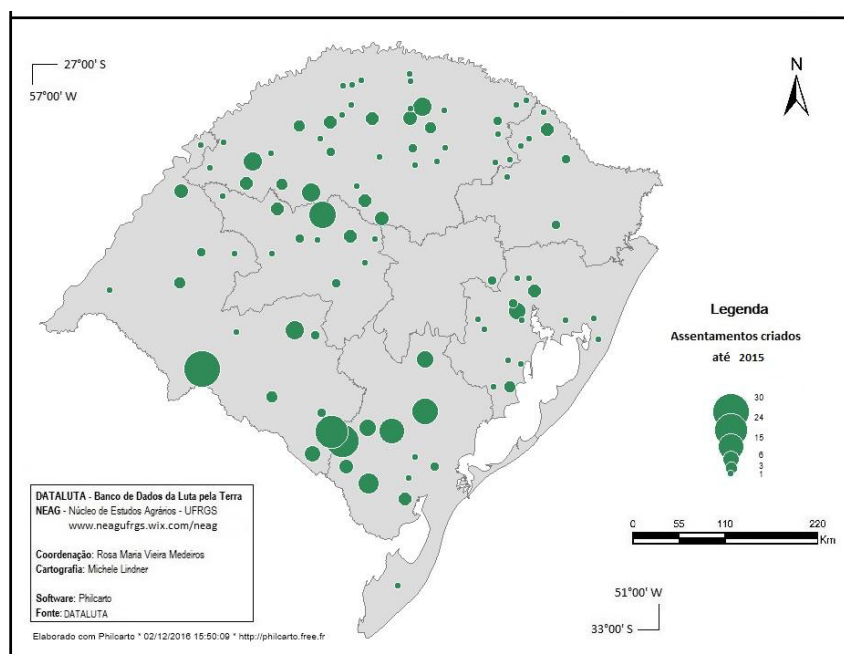 27°00' S
57°00' W
N
Legenda
Assentamentos criados
até 2015
30
24
15
6
3
1
DATALUTA - Banco de Dados da Luta pela Terra
NEAG - Núcleo de Estudos Agrários - UFRGS
www.neagufrgs.wix.com/neag
Coordenação: Rosa Maria Vieira Medeiros
Cartografia: Michele Lindner
Software: Philcarto
Fonte: DATALUTA
0 55 110 220
Km
51°00' W
33°00' S
Elaborado com Philcarto * 02/12/2016 15:50:09 * http://philcarto.free.fr